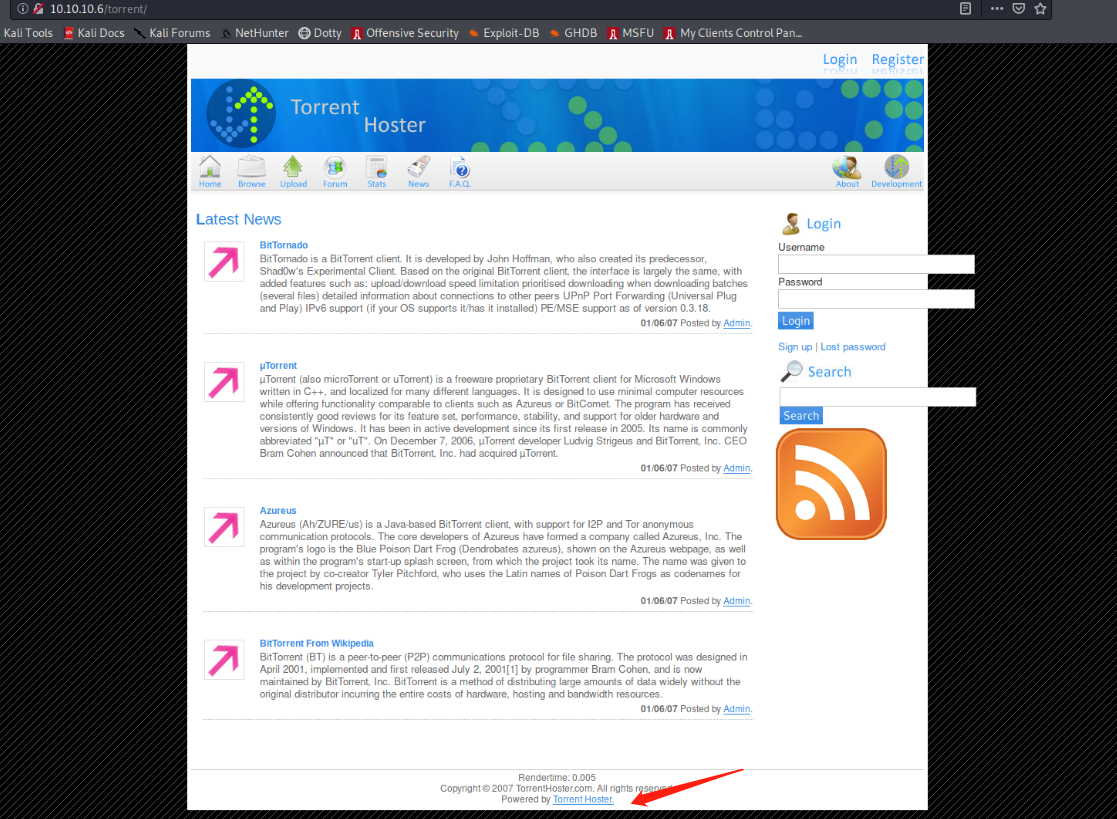 10.10.10.6/torrent/
Kali Tools Kali Docs Kali Forums NetHunter Dotty Offensive Security Exploit-DB GHDB MSFU My Clients Control Pan...
Login Register
Torrent
Hoster
Home Browse Upload Forum Stats News F.A.Q. About Development
Latest News
BitTornado
BitTornado is a BitTorrent client. It is developed by John Hoffman, who also created its predecessor,
Shad0w's Experimental Client. Based on the original BitTorrent client, the interface is largely the same, with
added features such as: upload/download speed limitation prioritised downloading when downloading batches
(several files) detailed information about connections to other peers UPnP Port Forwarding (Universal Plug
and Play) IPv6 support (if your OS supports it/has it installed) PE/MSE support as of version 0.3.18.
01/06/07 Posted by Admin.
µTorrent
µTorrent (also microTorrent or uTorrent) is a freeware proprietary BitTorrent client for Microsoft Windows
written in C++, and localized for many different languages. It is designed to use minimal computer resources
while offering functionality comparable to clients such as Azureus or BitComet. The program has received
consistently good reviews for its feature set, performance, stability, and support for older hardware and
versions of Windows. It has been in active development since its first release in 2005. Its name is commonly
abbreviated "µT" or "uT". On December 7, 2006, µTorrent developer Ludvig Strigeus and BitTorrent, Inc. CEO
Bram Cohen announced that BitTorrent, Inc. had acquired µTorrent.
01/06/07 Posted by Admin.
Azureus
Azureus (Ah/ZURE/us) is a Java-based BitTorrent client, with support for I2P and Tor anonymous
communication protocols. The core developers of Azureus have formed a company called Azureus, Inc. The
program's logo is the Blue Poison Dart Frog (Dendrobates azureus), shown on the Azureus webpage, as well
as within the program's start-up splash screen, from which the project took its name. The name was given to
the project by co-creator Tyler Pitchford, who uses the Latin names of Poison Dart Frogs as codenames for
his development projects.
01/06/07 Posted by Admin.
BitTorrent From Wikipedia
BitTorrent (BT) is a peer-to-peer (P2P) communications protocol for file sharing. The protocol was designed in
April 2001, implemented and first released July 2, 2001[1] by programmer Bram Cohen, and is now
maintained by BitTorrent, Inc. BitTorrent is a method of distributing large amounts of data widely without the
original distributor incurring the entire costs of hardware, hosting and bandwidth resources.
01/06/07 Posted by Admin.
Login
Username
Password
Login
Sign up | Lost password
Search
Search
Rendertime: 0.005
Copyright © 2007 TorrentHoster.com. All rights reserved.
Powered by Torrent Hoster.